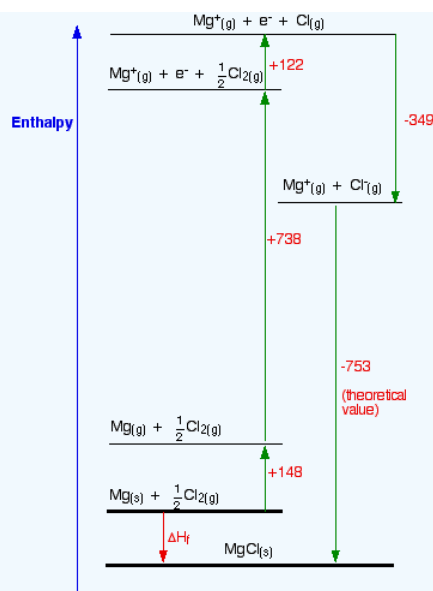 Mg⁺(g) + e⁻ + Cl(g)
+122
Mg⁺(g) + e⁻ + ½Cl₂(g)
Enthalpy
-349
Mg⁺(g) + Cl⁻(g)
+738
-753
(theoretical
value)
Mg(g) + ½Cl₂(g)
+148
Mg(s) + ½Cl₂(g)
ΔHf
MgCl(s)